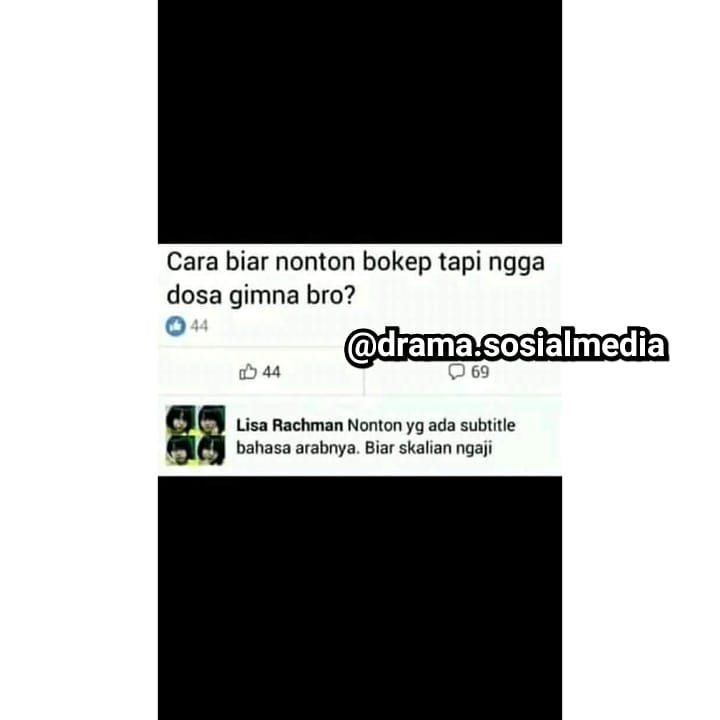 Cara biar nonton bokep tapi ngga
dosa gimna bro?
44
@drama.sosialmedia
44
69
Lisa Rachman Nonton yg ada subtitle
bahasa arabnya. Biar skalian ngaji